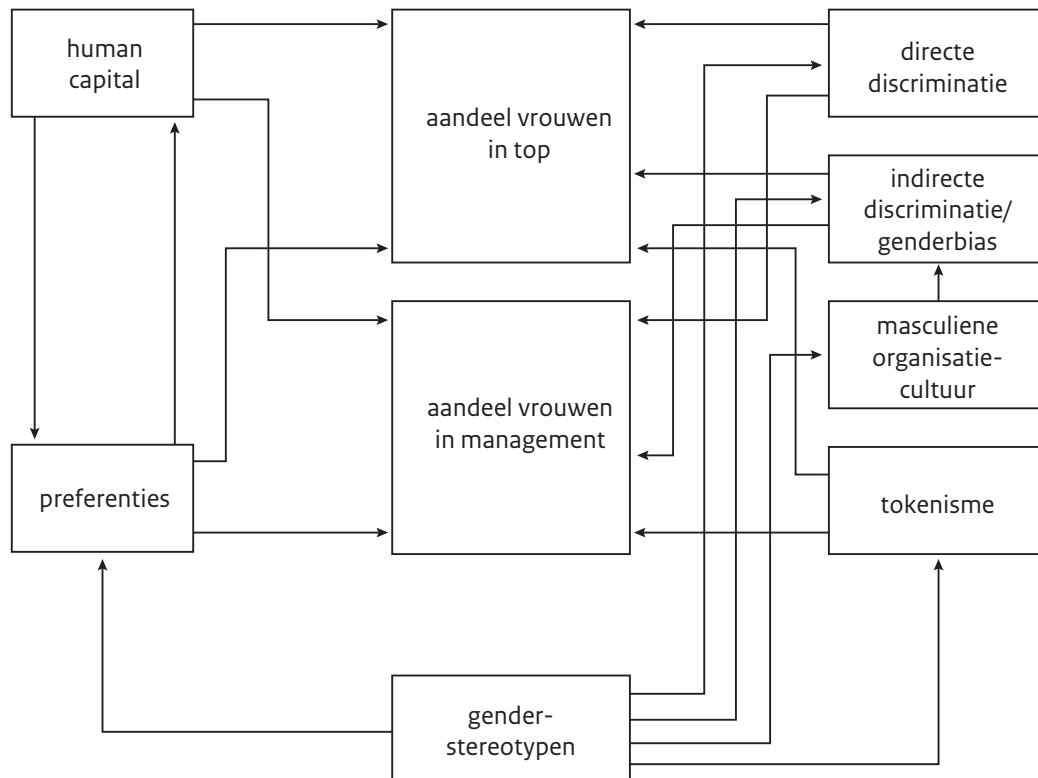 human
capital
aandeel vrouwen
in top
directe
discriminatie
indirecte
discriminatie/
genderbias
masculiene
organisatie-
cultuur
aandeel vrouwen
in management
preferenties
tokenisme
gender-
stereotypen